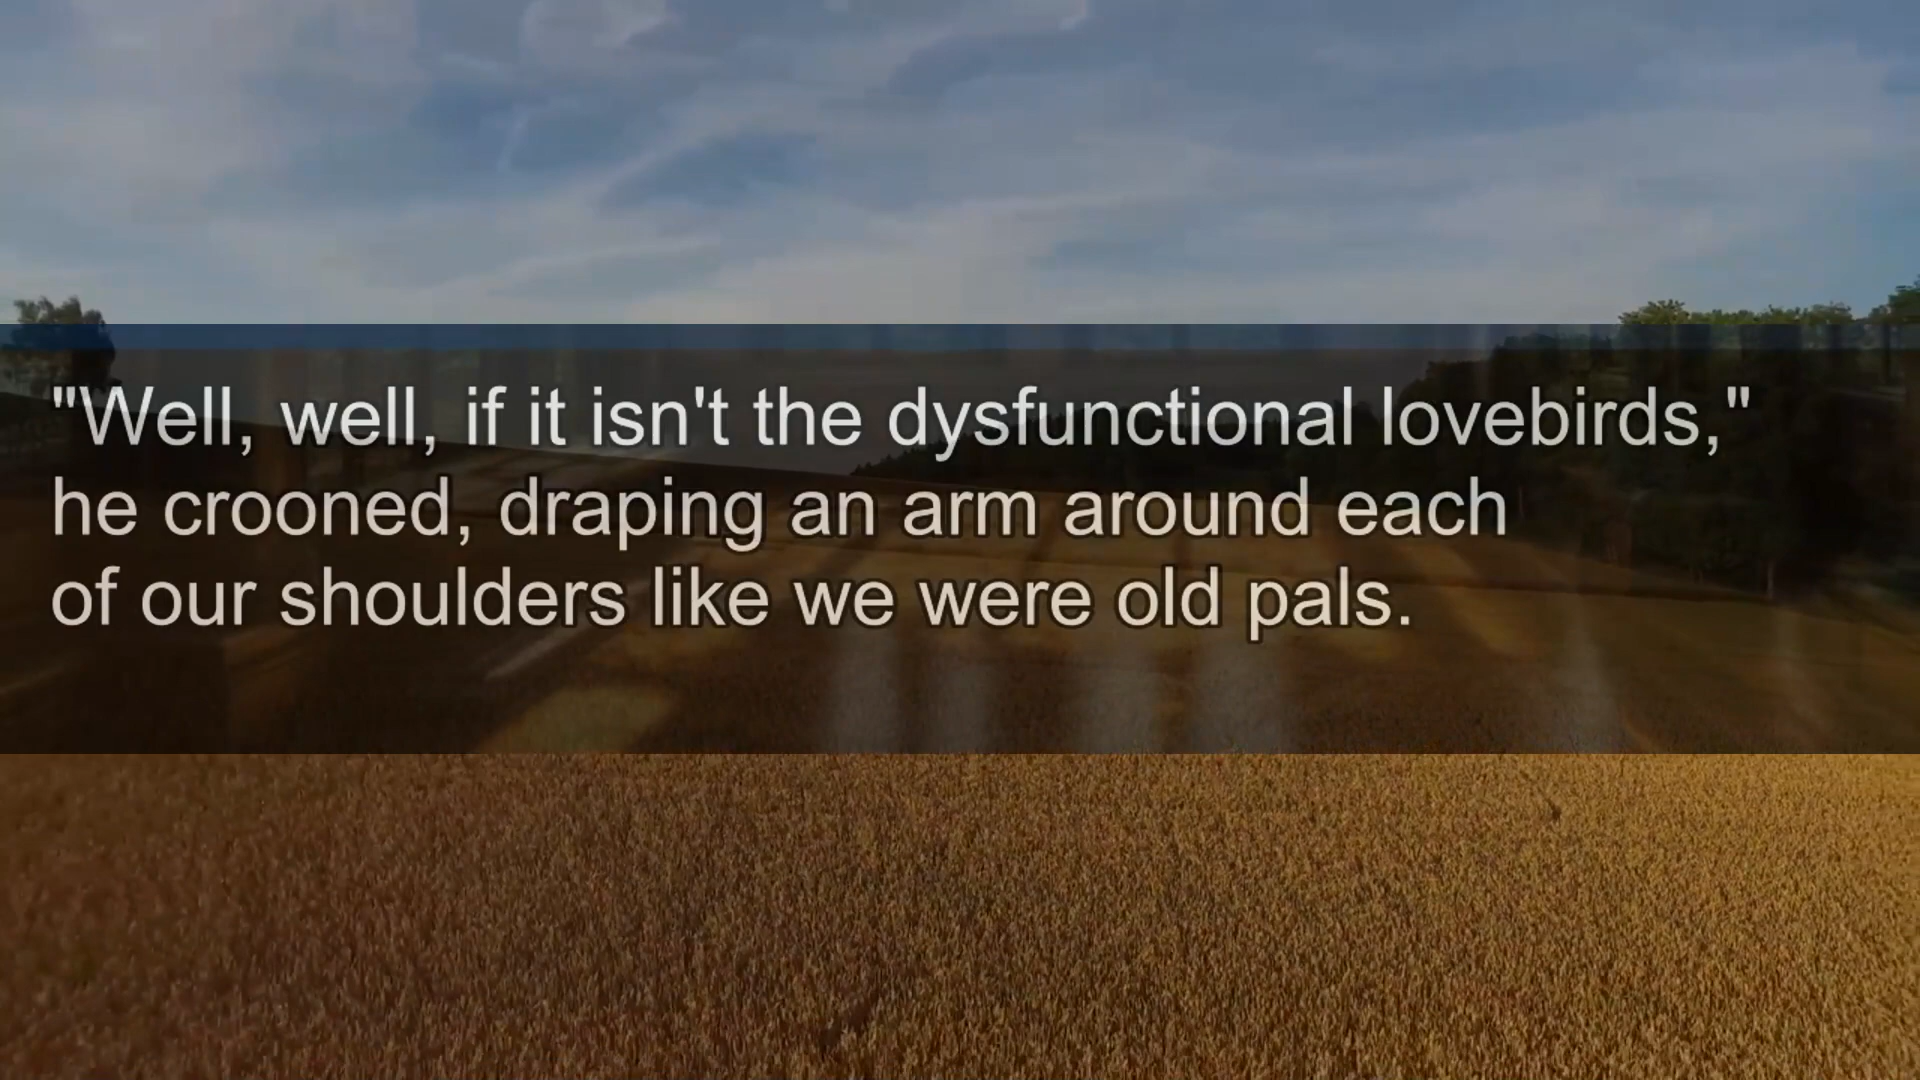 "Well, well, if it isn't the dysfunctional lovebirds,"
he crooned, draping an arm around each
of our shoulders like we were old pals.